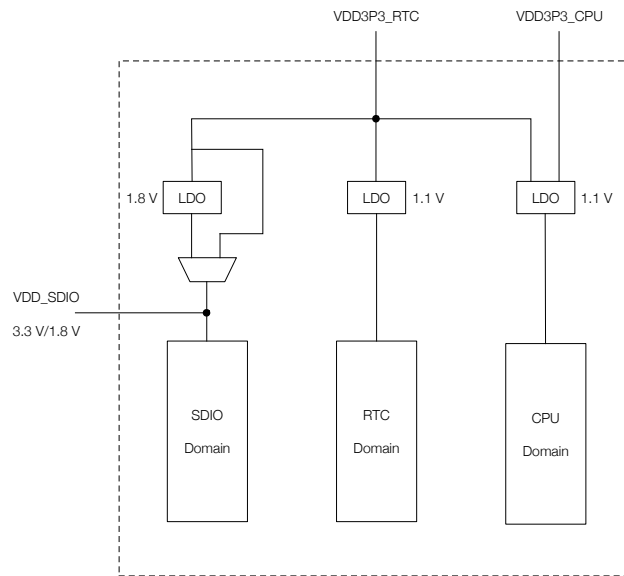 VDD3P3_RTC
VDD3P3_CPU
1.8 V
LDO
LDO
1.1 V
LDO
1.1 V
VDD_SDIO
3.3 V/1.8 V
SDIO
Domain
RTC
Domain
CPU
Domain